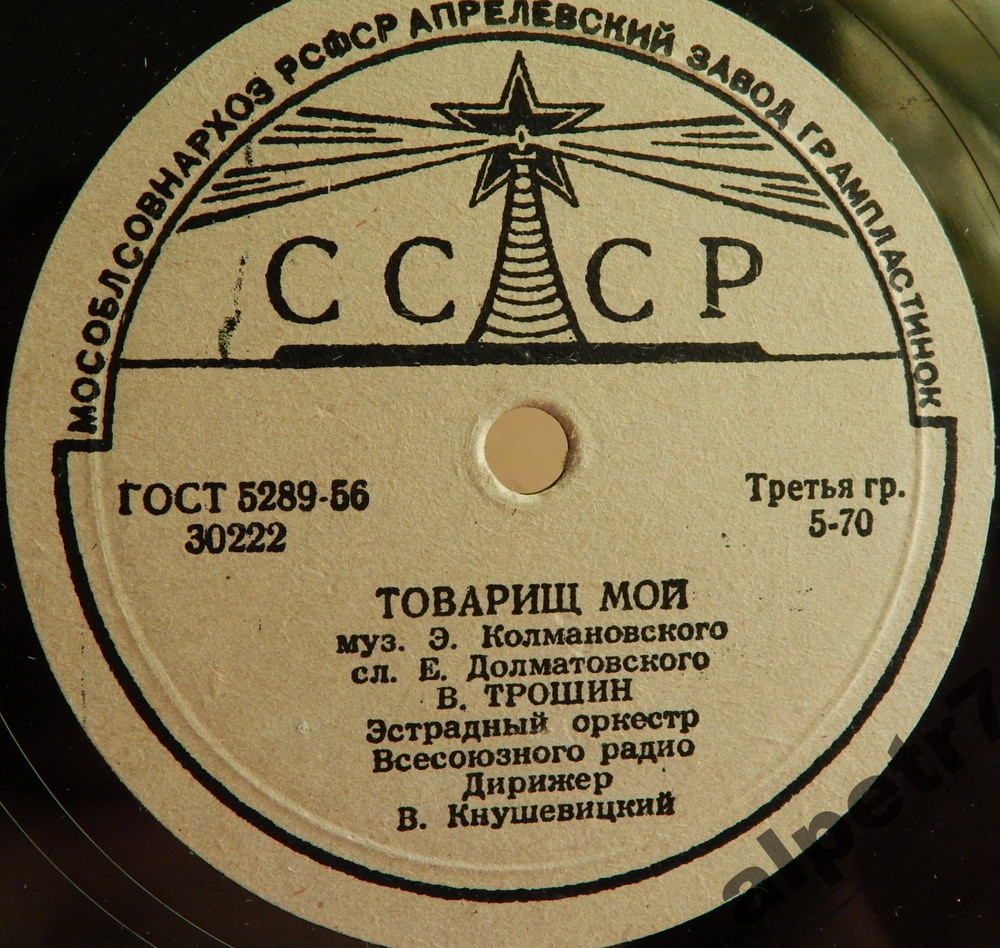 МОСОБЛСОВНАРХОЗ РСФСР АПРЕЛЕВСКИЙ ЗАВОД ГРАМПЛАСТИНОК
СССР
ГОСТ 5289-56
30222
Третья гр.
5-70
ТОВАРИЩ МОЙ
муз. Э. Колмановского
сл. Е. Долматовского
В. ТРОШИН
Эстрадный оркестр
Всесоюзного радио
Дирижер
В. Кнушевицкий
alpetr7